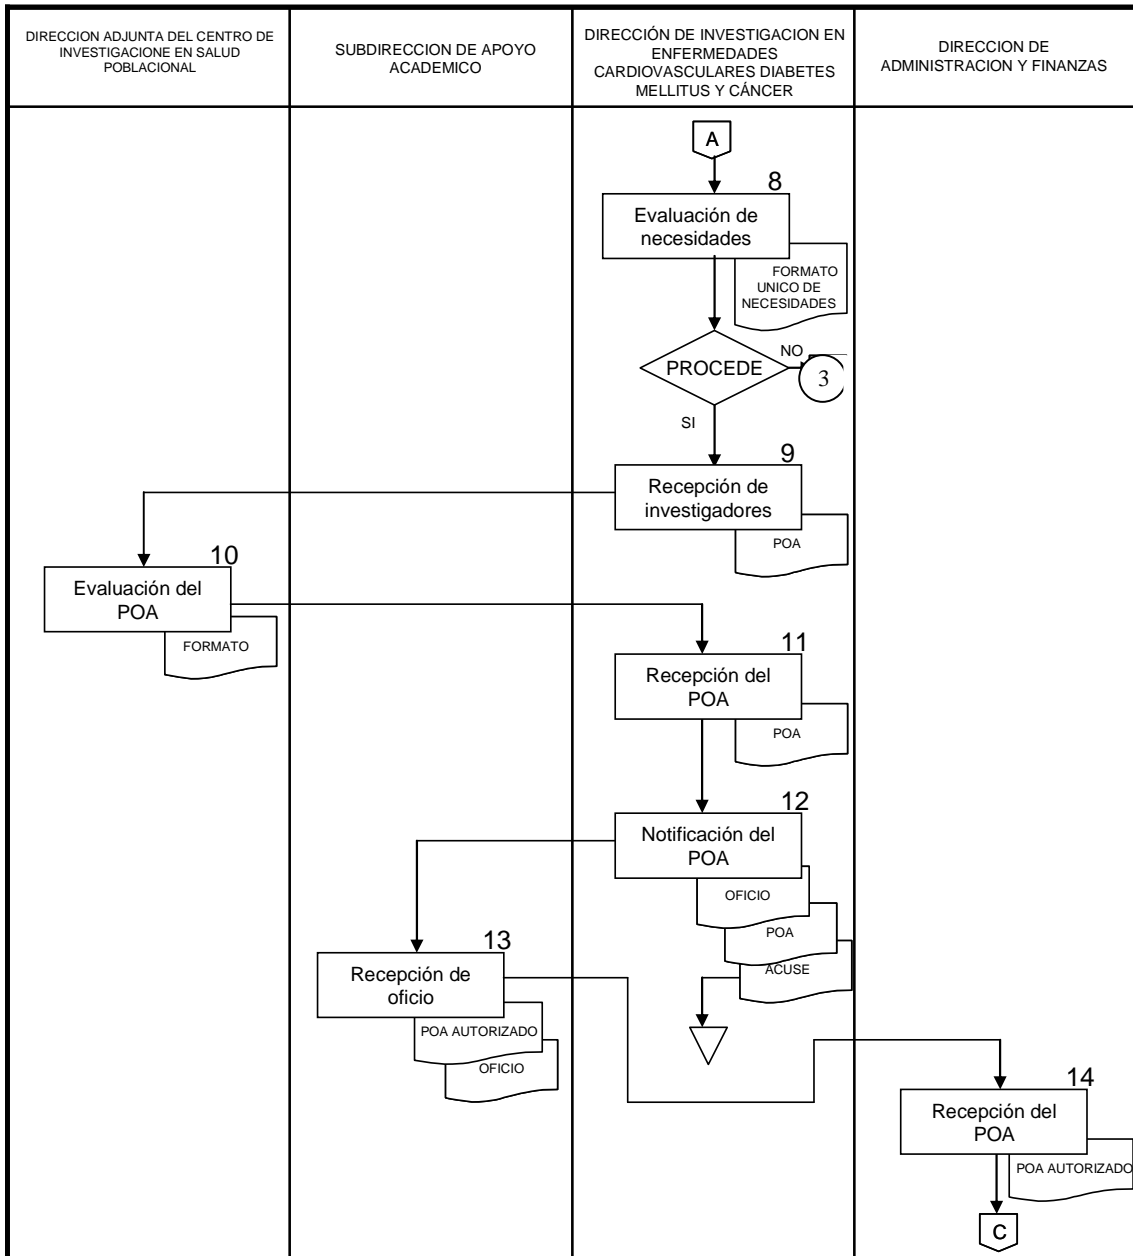 DIRECCION ADJUNTA DEL CENTRO DE
INVESTIGACIONE EN SALUD
POBLACIONAL
SUBDIRECCION DE APOYO
ACADEMICO
DIRECCIÓN DE INVESTIGACION EN
ENFERMEDADES
CARDIOVASCULARES DIABETES
MELLITUS Y CÁNCER
DIRECCION DE
ADMINISTRACION Y FINANZAS
A
8
Evaluación de
necesidades
FORMATO
UNICO DE
NECESIDADES
PROCEDE
NO
3
SI
9
Recepción de
investigadores
POA
10
Evaluación del
POA
FORMATO
11
Recepción del
POA
POA
12
Notificación del
POA
OFICIO
POA
ACUSE
13
Recepción de
oficio
POA AUTORIZADO
OFICIO
14
Recepción del
POA
POA AUTORIZADO
C